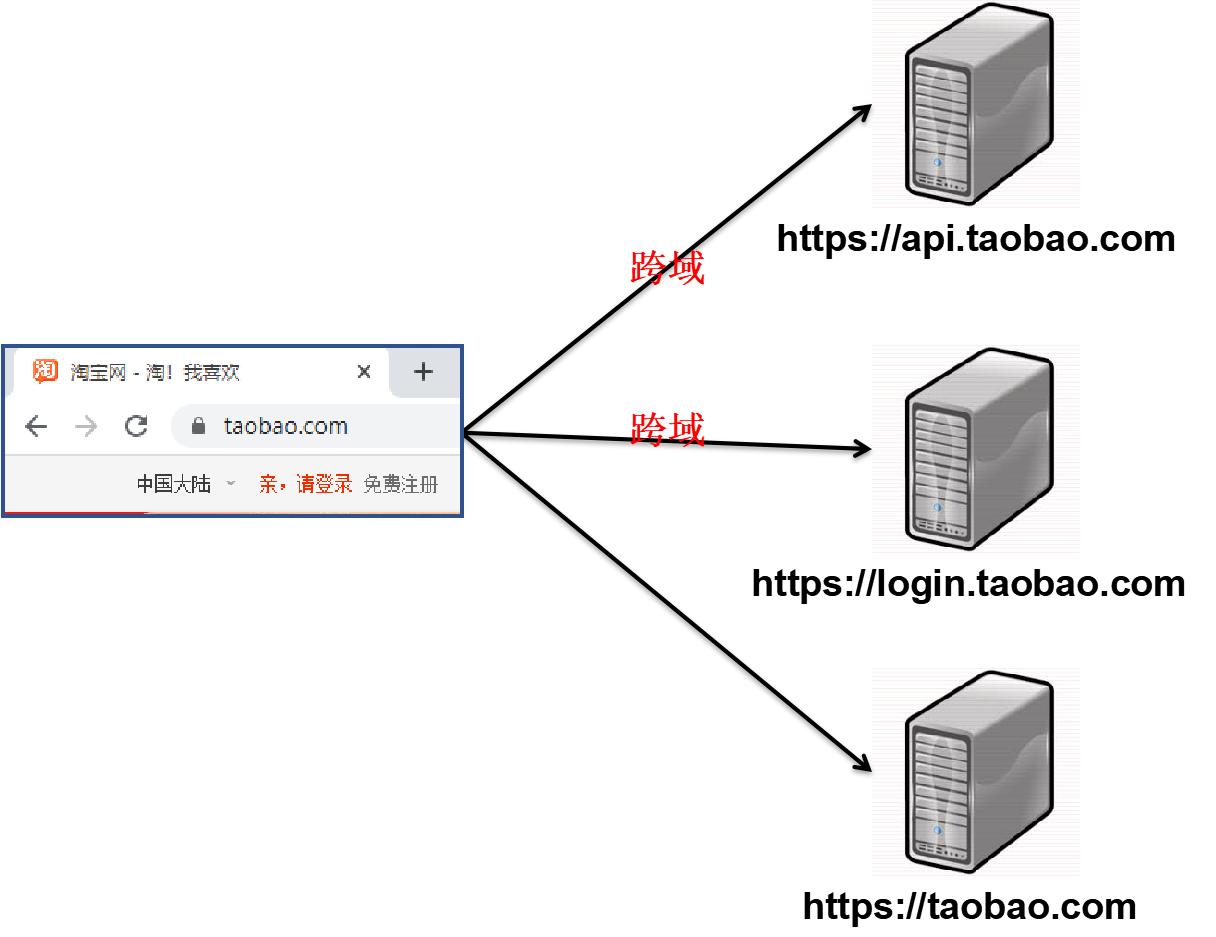 https://api.taobao.com
跨域
淘 淘宝网 - 淘！我喜欢
跨域
taobao.com
中国大陆 亲，请登录 免费注册
https://login.taobao.com
https://taobao.com